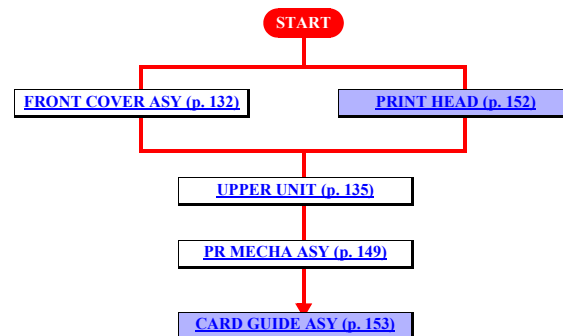 START
FRONT COVER ASY (p. 132)
PRINT HEAD (p. 152)
UPPER UNIT (p. 135)
PR MECHA ASY (p. 149)
CARD GUIDE ASY (p. 153)